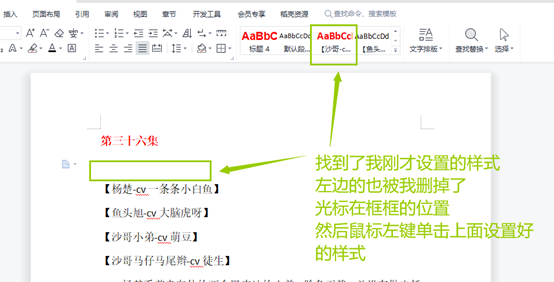 插入 页面布局 引用 审阅 视图 章节 开发工具 会员专享 稻壳资源 查找命令、搜索模板
AaBbC AaBbCcDd AaBbCcI AaBbCcDd
标题 4 默认段... 【沙哥-c... 【鱼头... 文字排版 查找替换 选择
第三十六集
找到了我刚才设置的样式
左边的也被我删掉了
光标在框框的位置
然后鼠标左键单击上面设置好
的样式
【杨楚-cv 一条条小白鱼】
【鱼头旭-cv 大脑虎呀】
【沙哥小弟-cv 萌豆】
【沙哥马仔马尾辫-cv 徒生】